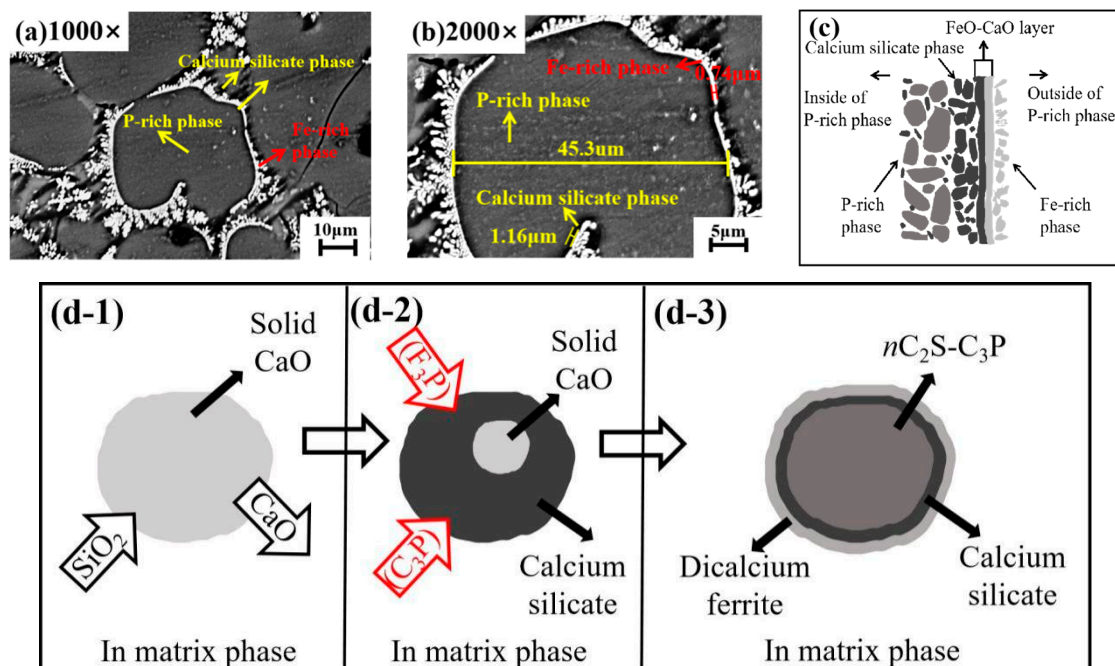 (a)1000×
Calcium silicate phase
P-rich phase
Fe-rich
phase
10μm
(b)2000×
Fe-rich phase
0.74μm
P-rich phase
45.3um
Calcium silicate phase
1.16μm
5μm
(c)
FeO-CaO
layer
Calcium silicate
phase
Inside of
P-rich phase
Outside of
P-rich phase
P-rich
phase
Fe-rich
phase
(d-1)
Solid
CaO
SiO2
CaO
In matrix phase
(d-2)
(F3P)
Solid
CaO
(C3P)
Calcium
silicate
In matrix phase
(d-3)
nC2S-C3P
Dicalcium
ferrite
Calcium
silicate
In matrix phase